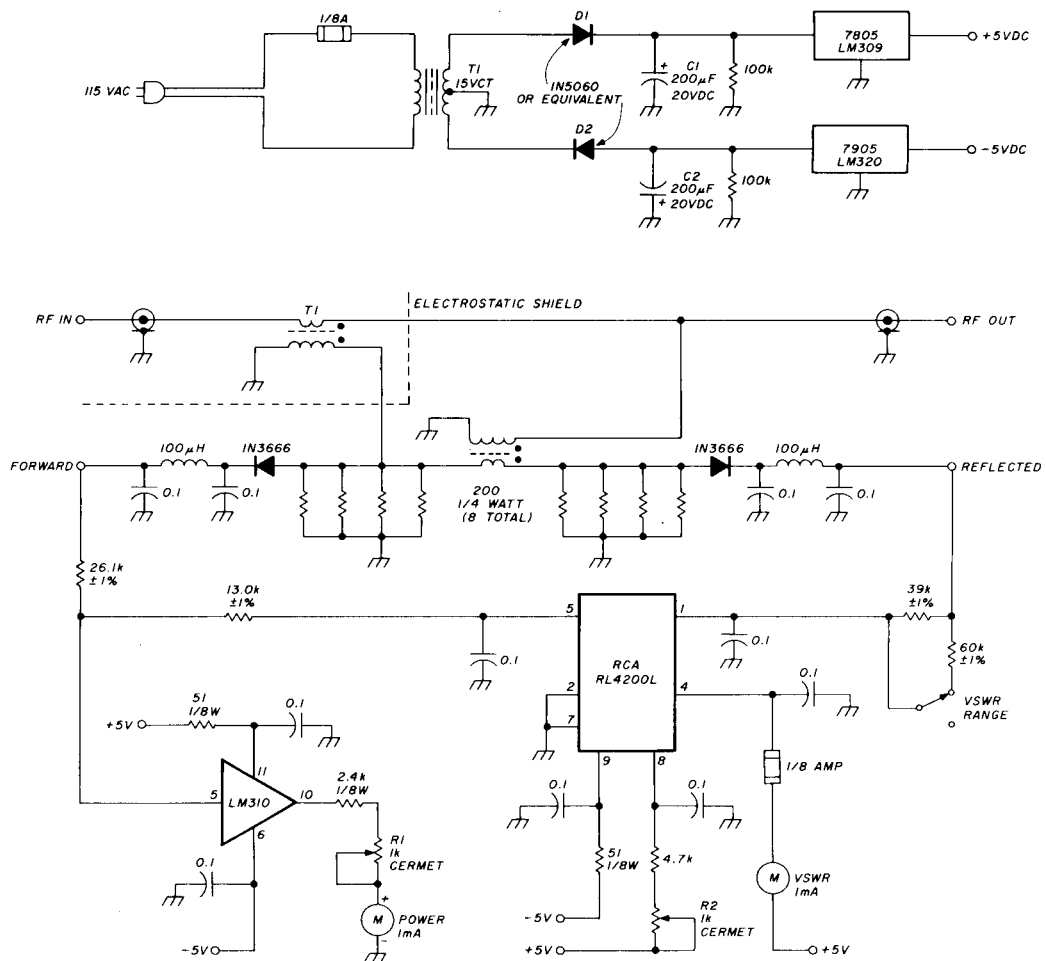 1/8A
D1
7805
LM309
+5VDC
C1
200µF
20VDC
+
100k
T1
15VCT
1N5060
OR EQUIVALENT
115 VAC
D2
7905
LM320
-5VDC
C2
200µF
20VDC
+
100k
ELECTROSTATIC SHIELD
RF IN
T1
RF OUT
FORWARD
100µH
1N3666
0.1
0.1
200
1/4 WATT
(8 TOTAL)
1N3666
100µH
REFLECTED
0.1
0.1
26.1k
±1%
13.0k
±1%
0.1
5
1
RCA
RL4200L
2
4
7
9
8
0.1
39k
±1%
60k
±1%
0.1
VSWR
RANGE
+5V
51
1/8W
0.1
11
5
LM310
10
6
2.4k
1/8W
R1
1k
CERMET
0.1
-5V
+
M
-
POWER
1mA
0.1
0.1
51
1/8W
4.7k
R2
1k
CERMET
-5V
+5V
1/8 AMP
M
VSWR
1mA
+5V